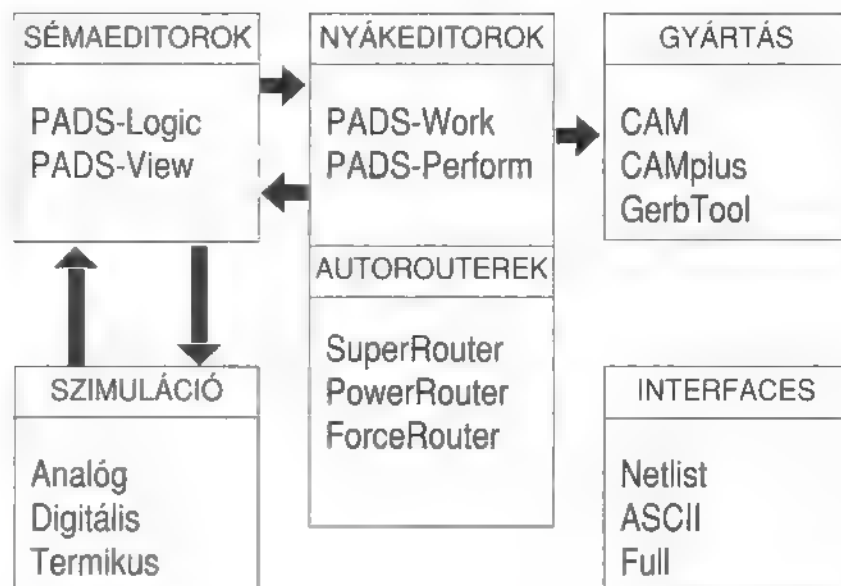 SÉMAEDITOROK
PADS-Logic
PADS-View
NYÁKEDITOROK
PADS-Work
PADS-Perform
AUTOROUTEREK
SuperRouter
PowerRouter
ForceRouter
GYÁRTÁS
CAM
CAMplus
GerbTool
SZIMULÁCIÓ
Analóg
Digitális
Termikus
INTERFACES
Netlist
ASCII
Full